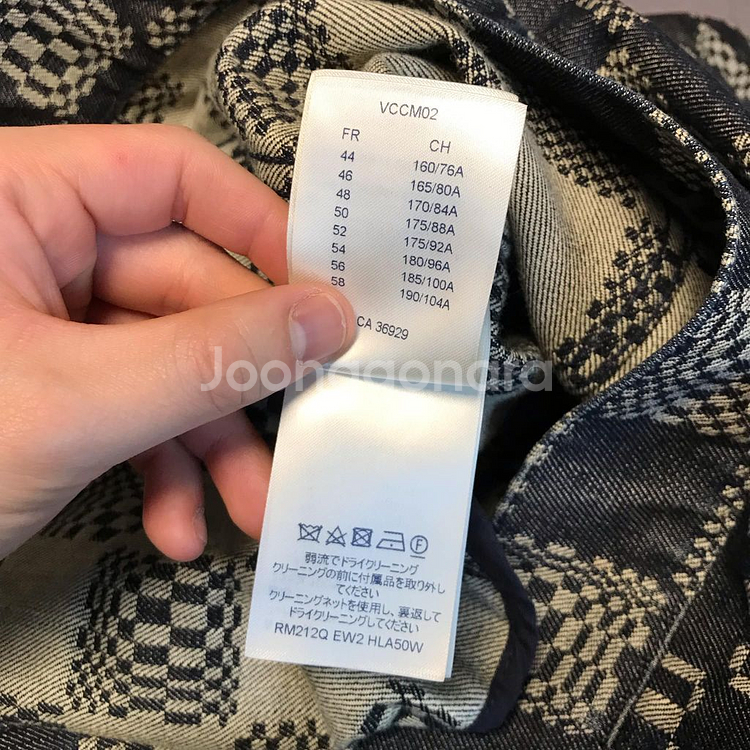 VCCM02
FR CH
44 160/76A
46 165/80A
48 170/84A
50 175/88A
52 175/92A
54 180/96A
56 185/100A
58 190/104A
CA 36929
Joonagonara
F
弱流でドライクリーニング
クリーニングの前に付属品を取り外し
てください
クリーニングネットを使用し、裏返して
ドライクリーニングしてください
RM212Q EW2 HLA50W